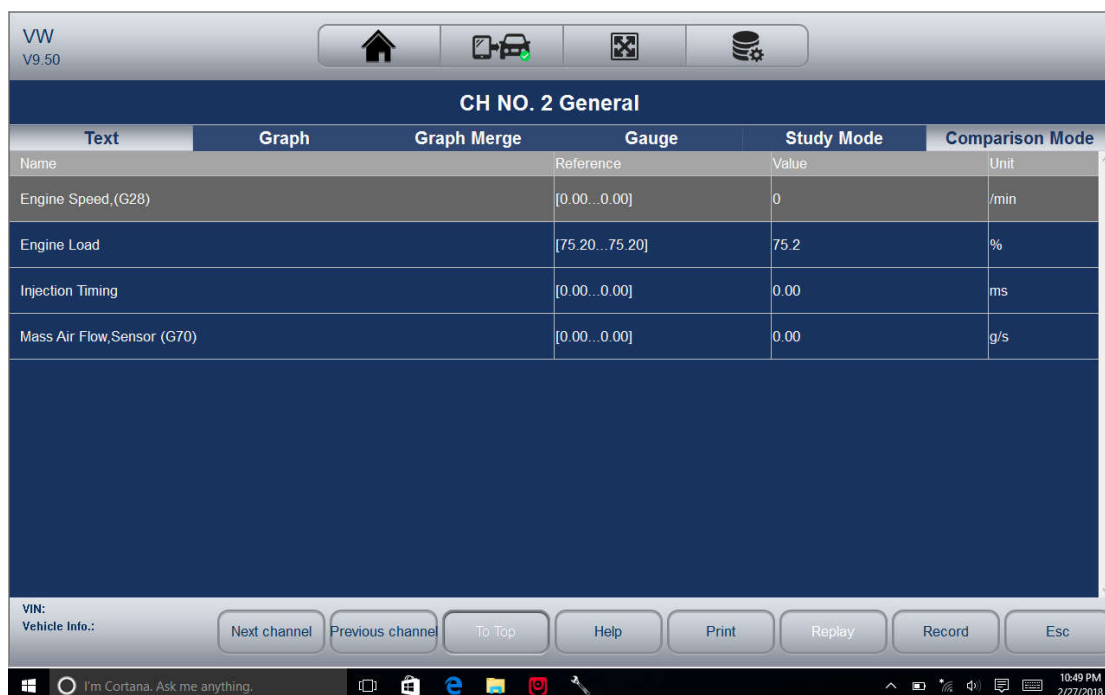 VW
V9.50
CH NO. 2 General
Text Graph Graph Merge Gauge Study Mode Comparison Mode
Name Reference Value Unit
Engine Speed,(G28) [0.00...0.00] 0 /min
Engine Load [75.20...75.20] 75.2 %
Injection Timing [0.00...0.00] 0.00 ms
Mass Air Flow,Sensor (G70) [0.00...0.00] 0.00 g/s
VIN:
Vehicle Info.:
Next channel Previous channel To Top Help Print Replay Record Esc
I'm Cortana. Ask me anything.
10:49 PM
2/27/2018